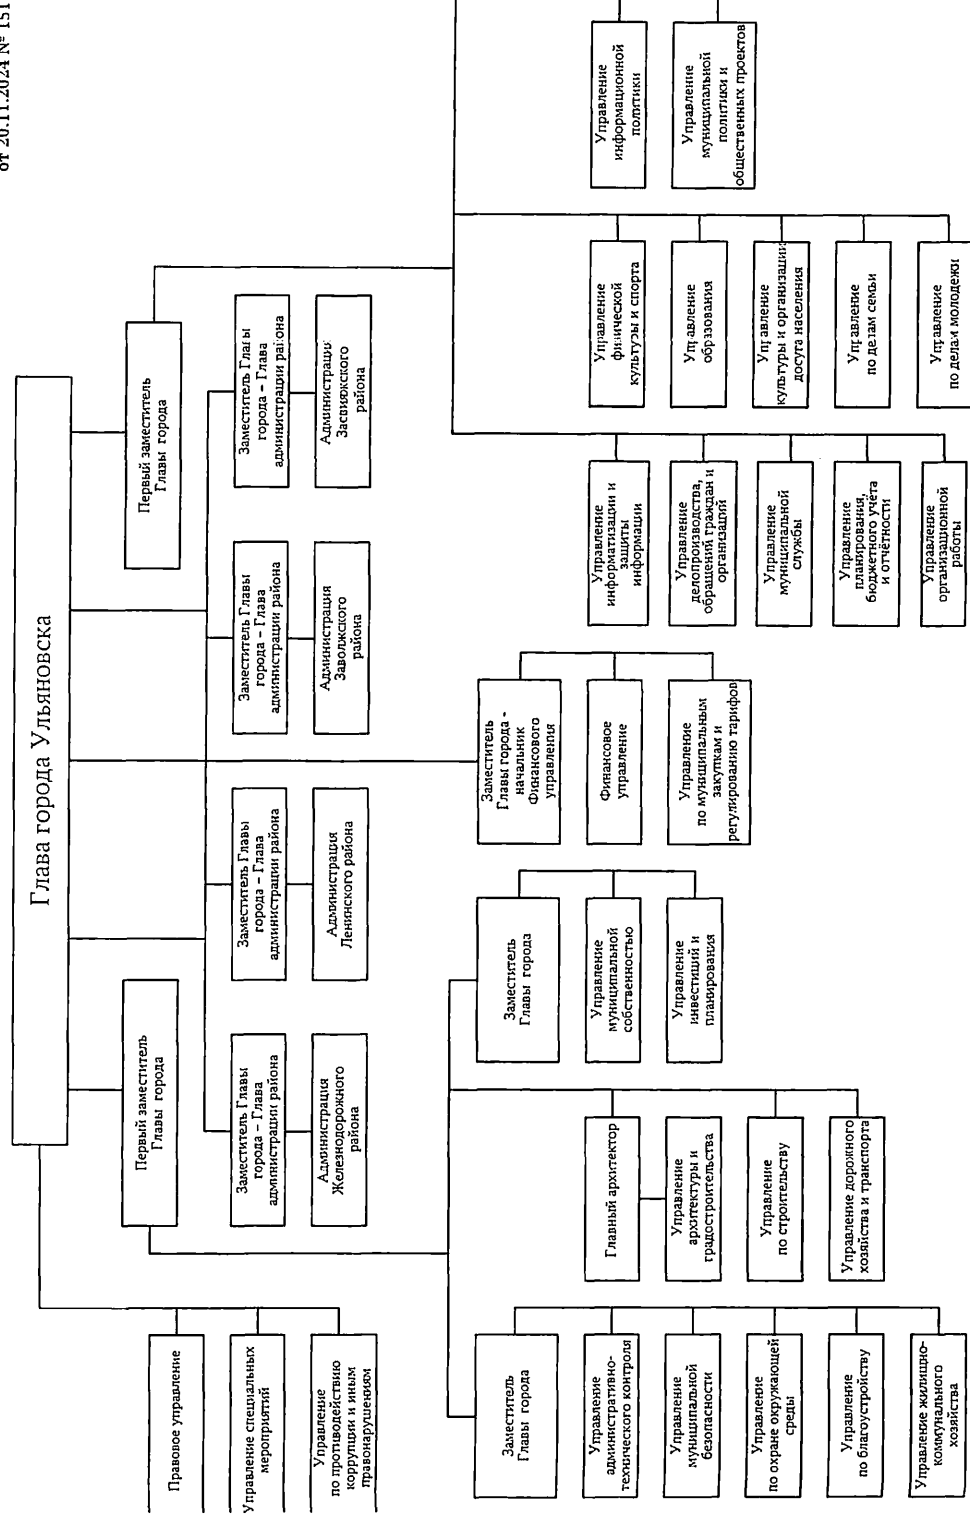 от 20.11.2024 № 151
Глава города Ульяновска
Первый заместитель
Главы города
Первый заместитель
Главы города
Правовое управление
Управление специальных
мероприятий
Управление
по противодействию
коррупции и иным
правонарушениям
Заместитель Главы
города – Глава
администрации района
Администрация
Железнодорожного
района
Заместитель Главы
города – Глава
администрации района
Администрация
Ленинского района
Заместитель Главы
города – Глава
администрации района
Администрация
Заволжского
района
Заместитель Главы
города – Глава
администрации района
Администрация
Засвияжского
района
Заместитель
Главы города
Управление
административно-
технического контроля
Управление
муниципальной
безопасности
Управление
по охране окружающей
среды
Управление
по благоустройству
Управление жилищно-
коммунального
хозяйства
Главный архитектор
Управление
архитектуры и
градостроительства
Управление
по строительству
Управление дорожного
хозяйства и транспорта
Заместитель
Главы города
Управление
муниципальной
собственностью
Управление
инвестиций и
планирования
Заместитель
Главы города -
начальник
Финансового
управления
Финансовое
управление
Управление
по муниципальным
закупкам и
регулированию тарифов
Управление
информатизации и
защиты
информации
Управление
делопроизводства,
обращений граждан и
организаций
Управление
муниципальной
службы
Управление
планирования,
бюджетного учёта
и отчётности
Управление
организационной
работы
Управление
физической
культуры и спорта
Управление
образования
Управление
культуры и организации
досуга населения
Управление
по делам семьи
Управление
по делам молодежи
Управление
информационной
политики
Управление
муниципальной
политики и
общественных проектов